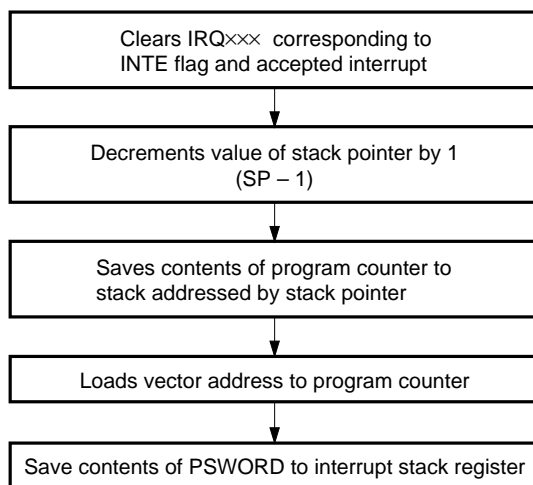 Clears IRQ××× corresponding to
INTE flag and accepted interrupt
Decrements value of stack pointer by 1
(SP – 1)
Saves contents of program counter to
stack addressed by stack pointer
Loads vector address to program counter
Save contents of PSWORD to interrupt stack register